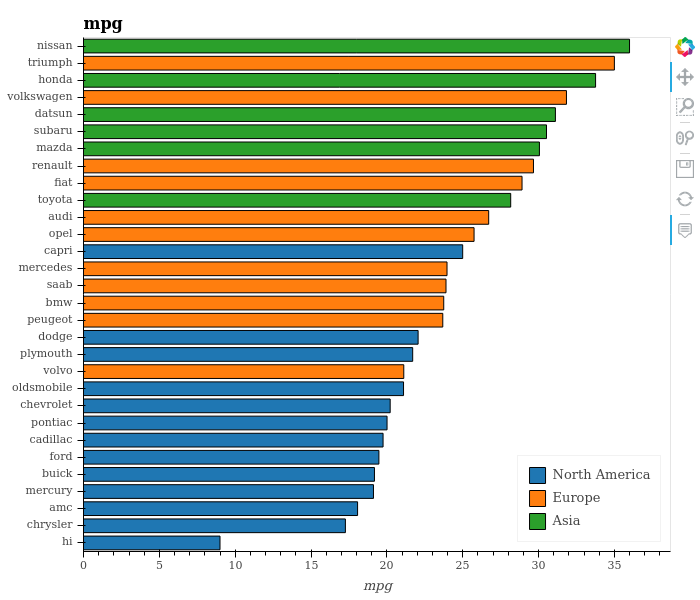 mpg
nissan
triumph
honda
volkswagen
datsun
subaru
mazda
renault
fiat
toyota
audi
opel
capri
mercedes
saab
bmw
peugeot
dodge
plymouth
volvo
oldsmobile
chevrolet
pontiac
cadillac
ford
buick
mercury
amc
chrysler
hi
North America
Europe
Asia
0 5 10 15 20 25 30 35
mpg